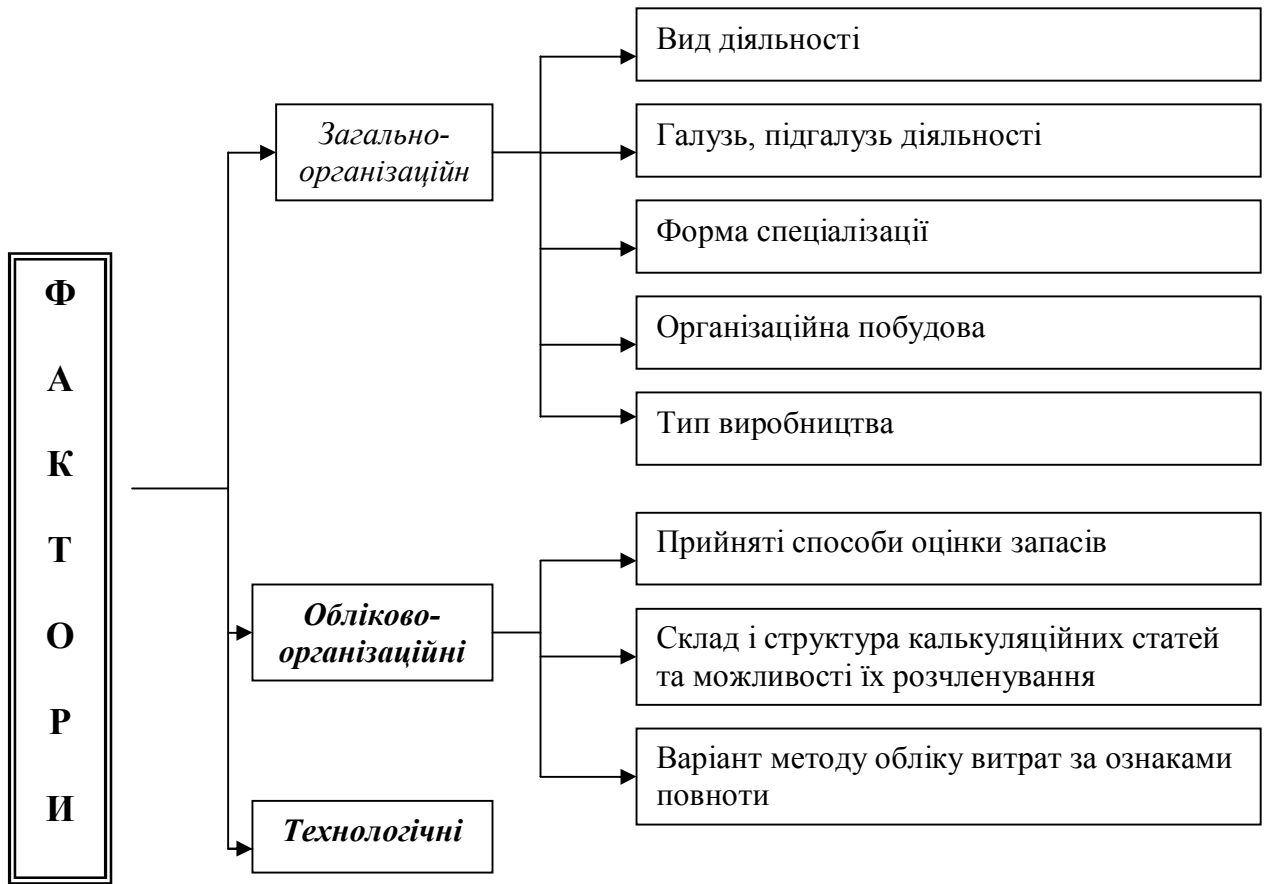 ФАКТОРИ
Загально-
організаційн
Вид діяльності
Галузь, підгалузь діяльності
Форма спеціалізації
Організаційна побудова
Тип виробництва
Обліково-
організаційні
Прийняті способи оцінки запасів
Склад і структура калькуляційних статей
та можливості їх розчленування
Варіант методу обліку витрат за ознаками
повноти
Технологічні